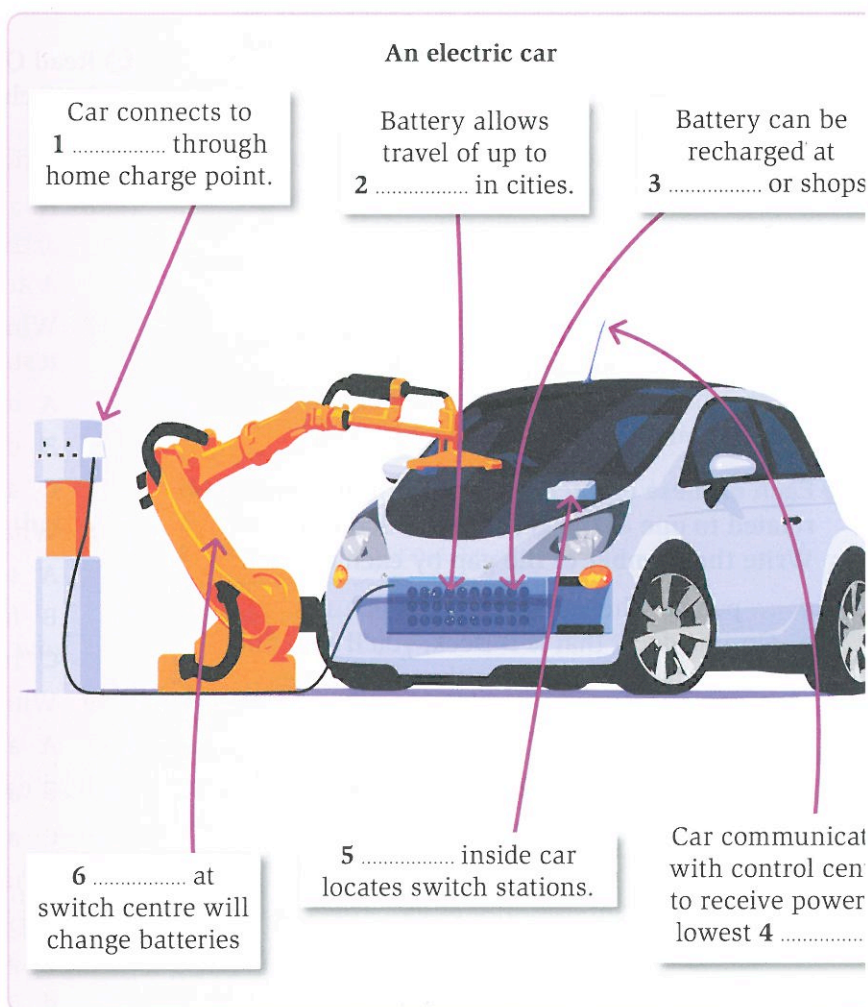 An electric car
Car connects to
1 ................ through
home charge point.
Battery allows
travel of up to
2 ................ in cities.
Battery can be
recharged at
3 ................ or shops
6 ................ at
switch centre will
change batteries
5 ................ inside car
locates switch stations.
Car communicat
with control cen
to receive power
lowest 4 ................